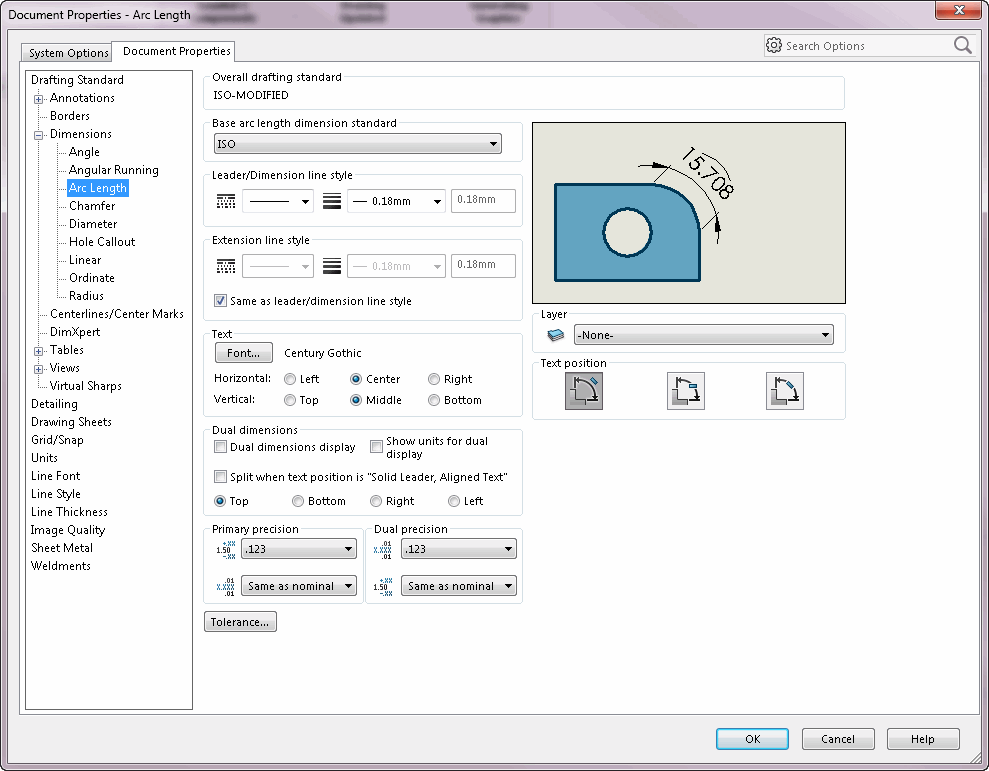 Document Properties - Arc Length
System Options
Document Properties
Search Options
Drafting Standard
Annotations
Borders
Dimensions
Angle
Angular Running
Arc Length
Chamfer
Diameter
Hole Callout
Linear
Ordinate
Radius
Centerlines/Center Marks
DimXpert
Tables
Views
Virtual Sharps
Detailing
Drawing Sheets
Grid/Snap
Units
Line Font
Line Style
Line Thickness
Image Quality
Sheet Metal
Weldments
Overall drafting standard
ISO-MODIFIED
Base arc length dimension standard
ISO
Leader/Dimension line style
0.18mm
0.18mm
Extension line style
0.18mm
0.18mm
Same as leader/dimension line style
Text
Font...
Century Gothic
Horizontal:
Left
Center
Right
Vertical:
Top
Middle
Bottom
Dual dimensions
Dual dimensions display
Show units for dual
display
Split when text position is "Solid Leader, Aligned Text"
Top
Bottom
Right
Left
Primary precision
.123
Same as nominal
Dual precision
.123
Same as nominal
Tolerance...
15.708
Layer
-None-
Text position
OK
Cancel
Help